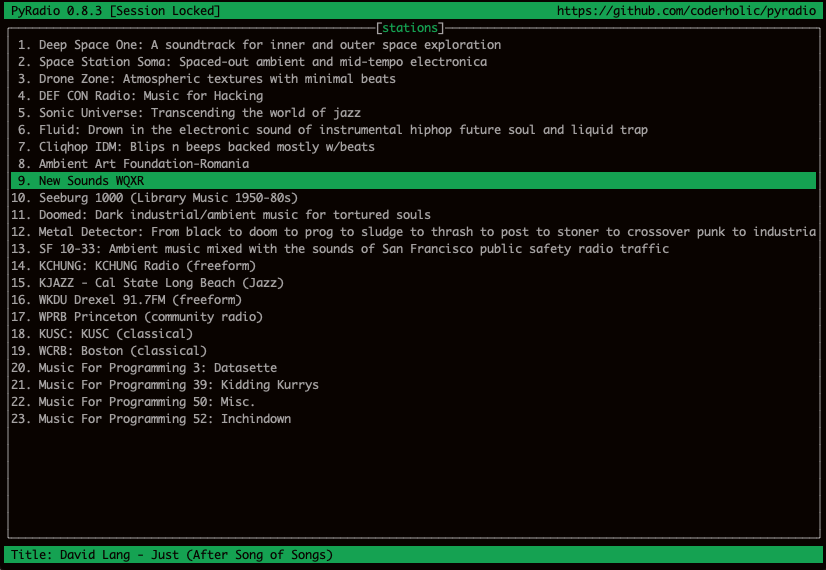 PyRadio 0.8.3 [Session Locked] https://github.com/coderholic/pyradio
[stations]
1. Deep Space One: A soundtrack for inner and outer space exploration
2. Space Station Soma: Spaced-out ambient and mid-tempo electronica
3. Drone Zone: Atmospheric textures with minimal beats
4. DEF CON Radio: Music for Hacking
5. Sonic Universe: Transcending the world of jazz
6. Fluid: Drown in the electronic sound of instrumental hiphop future soul and liquid trap
7. Cliqhop IDM: Blips n beeps backed mostly w/beats
8. Ambient Art Foundation-Romania
9. New Sounds WQXR
10. Seeburg 1000 (Library Music 1950-80s)
11. Doomed: Dark industrial/ambient music for tortured souls
12. Metal Detector: From black to doom to prog to sludge to thrash to post to stoner to crossover punk to industria
13. SF 10-33: Ambient music mixed with the sounds of San Francisco public safety radio traffic
14. KCHUNG: KCHUNG Radio (freeform)
15. KJAZZ - Cal State Long Beach (Jazz)
16. WKDU Drexel 91.7FM (freeform)
17. WPRB Princeton (community radio)
18. KUSC: KUSC (classical)
19. WCRB: Boston (classical)
20. Music For Programming 3: Datasette
21. Music For Programming 39: Kidding Kurrys
22. Music For Programming 50: Misc.
23. Music For Programming 52: Inchindown
Title: David Lang - Just (After Song of Songs)